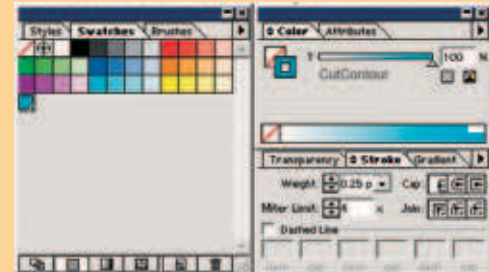 Styles Swatches Brushes
Color Attributes
T 100 %
CutContour
Transparency Stroke Gradient
Weight: 0.25 p Cap:
Miter Limit: 4 x Join:
Dashed Line